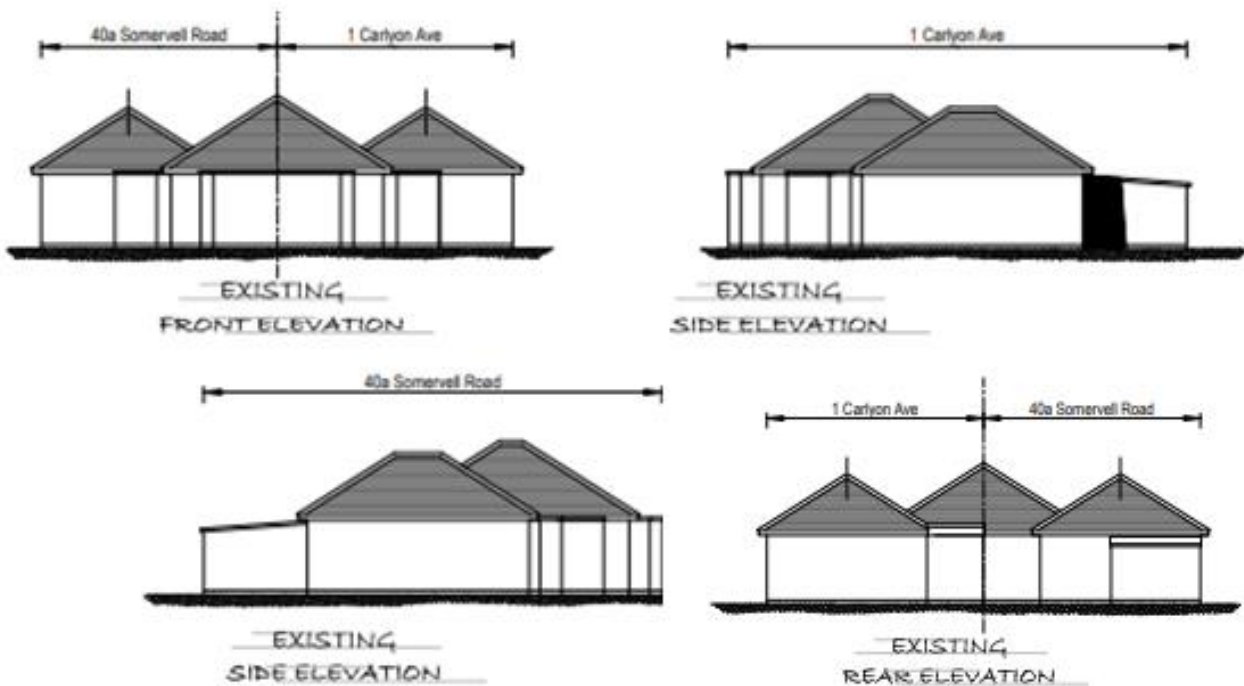 40a Somervell Road
1 Carlyon Ave
EXISTING
FRONT ELEVATION
1 Carlyon Ave
EXISTING
SIDE ELEVATION
40a Somervell Road
EXISTING
SIDE ELEVATION
1 Carlyon Ave
40a Somervell Road
EXISTING
REAR ELEVATION